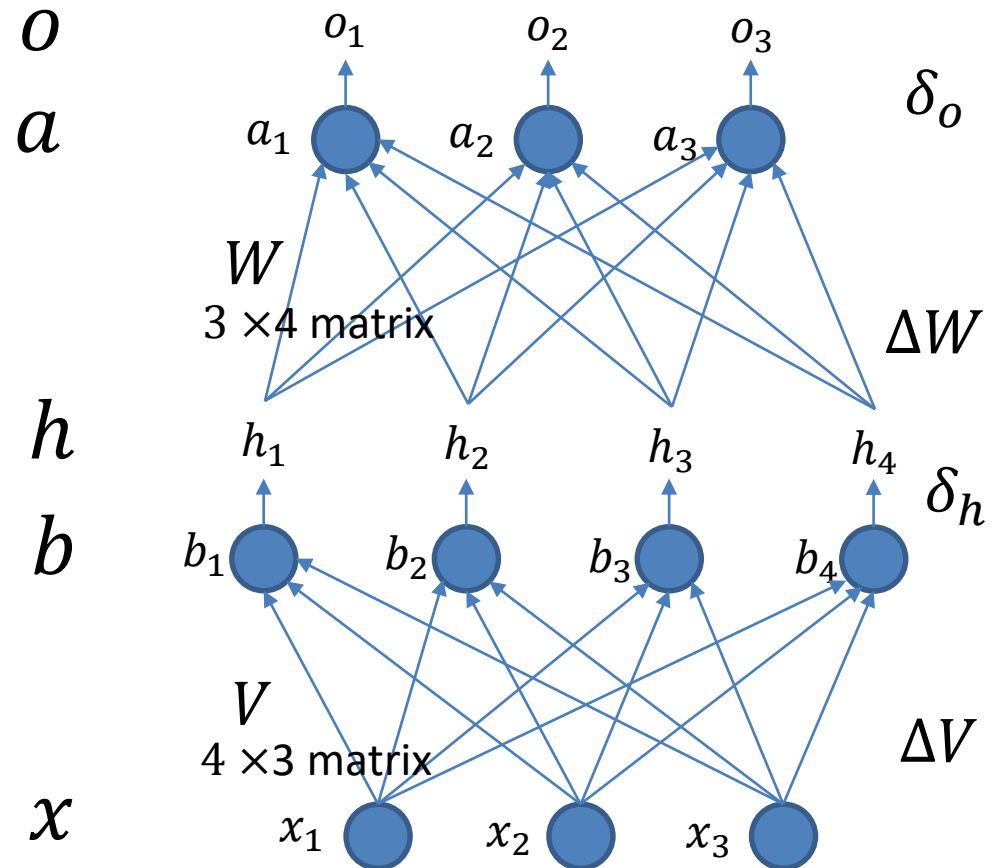 o o₁ o₂ o₃
a a₁ a₂ a₃ δₒ
W
3 ×4 matrix ΔW
h h₁ h₂ h₃ h₄
δₕ
b b₁ b₂ b₃ b₄
V
4 ×3 matrix ΔV
x x₁ x₂ x₃